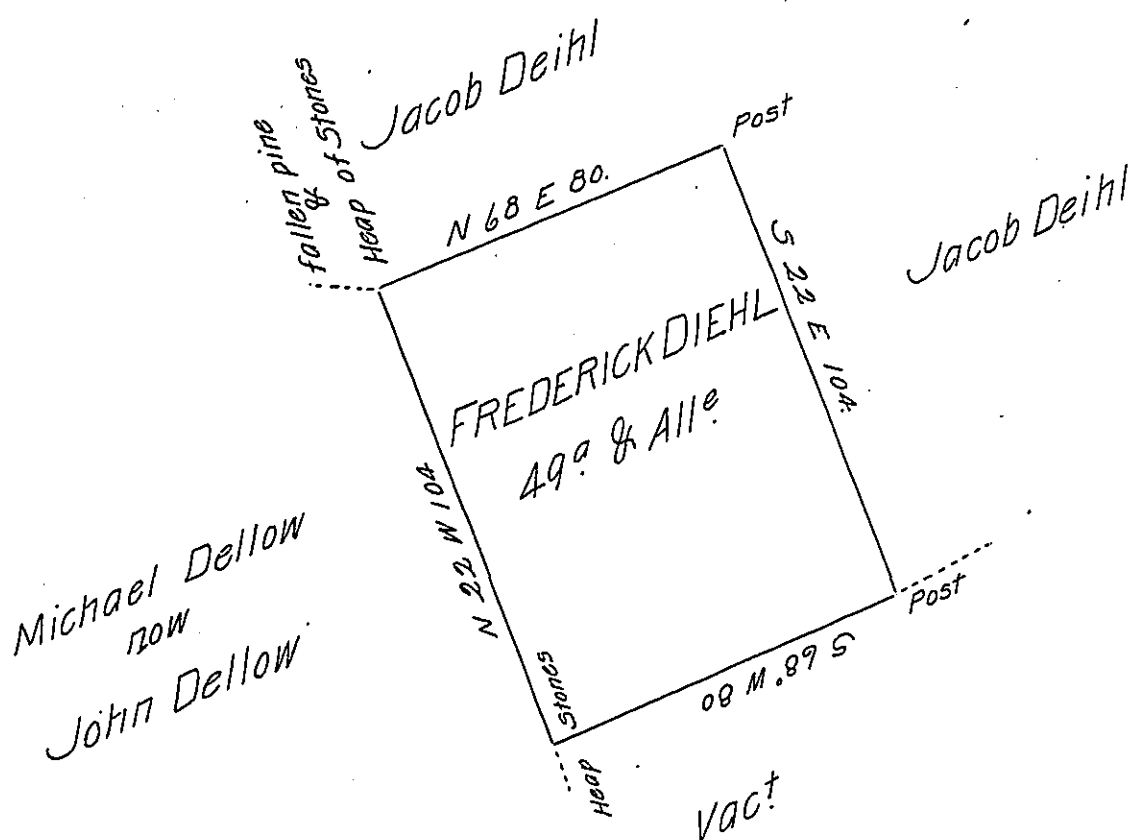 fallen pine
&
Heap of Stones
Jacob Deihl
Post
N 68 E 80.
S 22 E 104.
Jacob Deihl
FREDERICK DIEHL
49a. & Alle.
N 22 W 104
Michael Dellow
now
John Dellow
Post
S 68° W 80
Stones
Heap
Vact